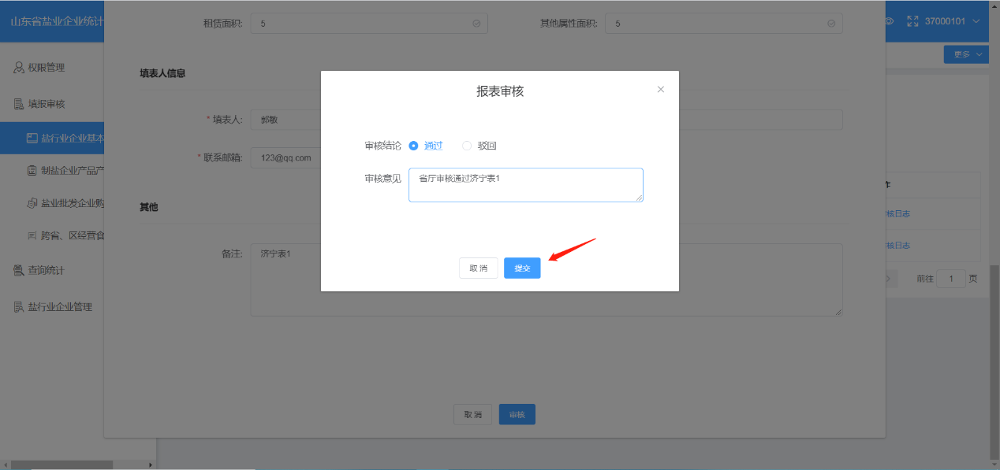 山东省盐业企业统计
37000101
更多
权限管理
填报审核
盐行业企业基本
制盐企业产品产
盐业批发企业购
跨省、区经营食
查询统计
盐行业企业管理
租赁面积: 5
其他属性面积: 5
填表人信息
* 填表人: 郭敏
* 联系邮箱: 123@qq.com
其他
备注: 济宁表1
取消 审核
报表审核
审核结论 通过 驳回
审核意见 省厅审核通过济宁表1
取消 提交
作
核日志
核日志
前往 1 页